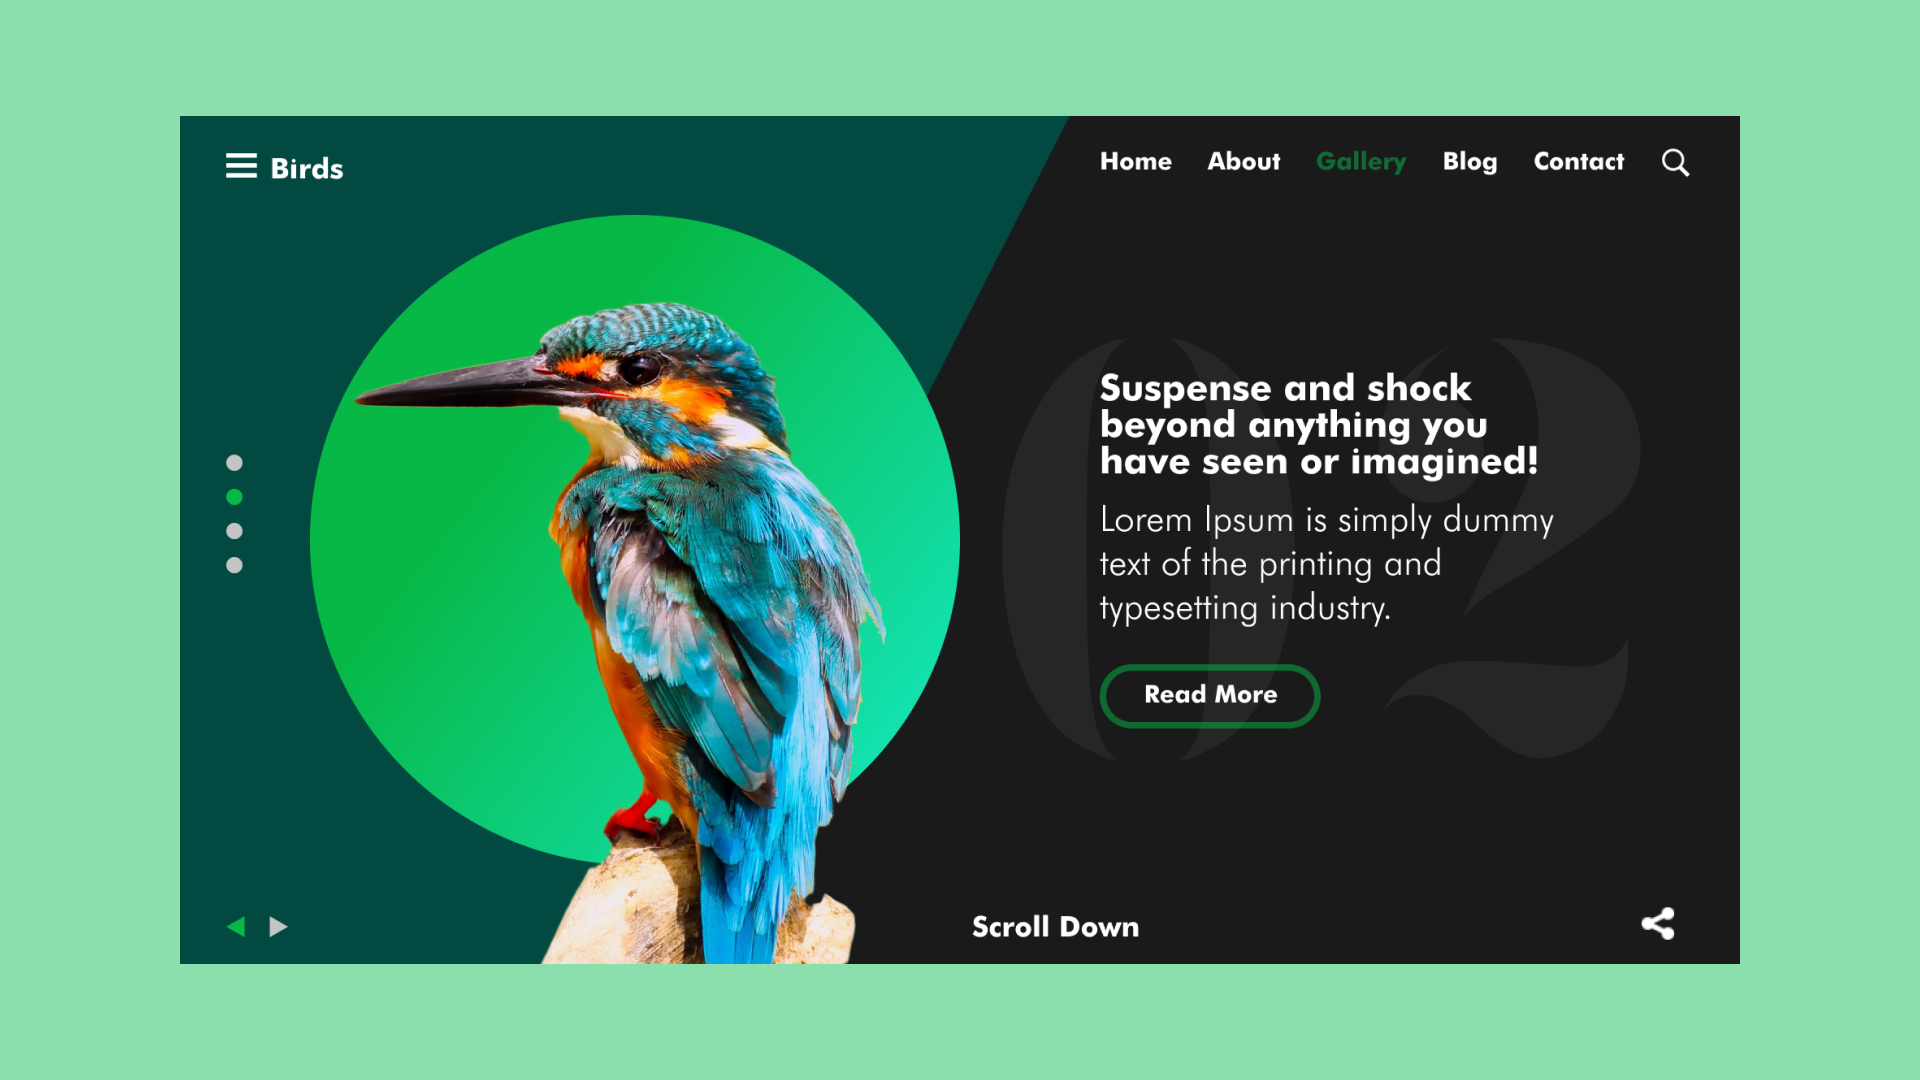 Birds
Home About Gallery Blog Contact
02
Suspense and shock
beyond anything you
have seen or imagined!
Lorem Ipsum is simply dummy
text of the printing and
typesetting industry.
Read More
Scroll Down